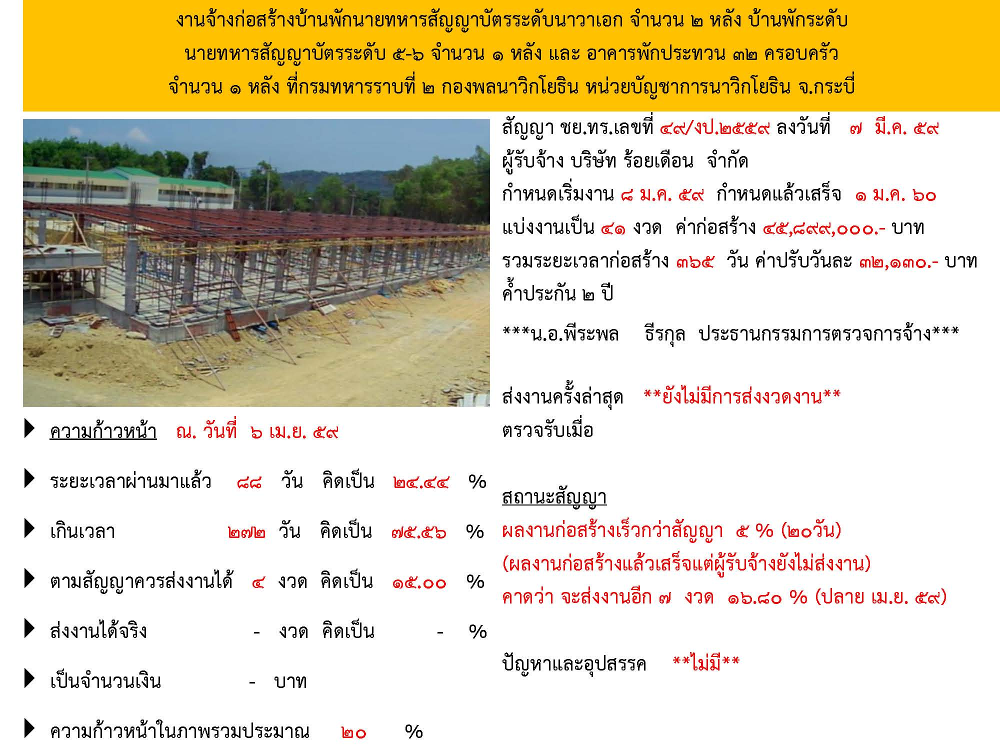 งานจ้างก่อสร้างบ้านพักนายทหารสัญญาบัตรระดับนาวาเอก จำนวน ๒ หลัง บ้านพักระดับ
นายทหารสัญญาบัตรระดับ ๕-๖ จำนวน ๑ หลัง และ อาคารพักประทวน ๓๒ ครอบครัว
จำนวน ๑ หลัง ที่กรมทหารราบที่ ๒ กองพลนาวิกโยธิน หน่วยบัญชาการนาวิกโยธิน จ.กระบี่
สัญญา ชย.ทร.เลขที่ ๔๙/งป.๒๕๕๙ ลงวันที่ ๗ มี.ค. ๕๙
ผู้รับจ้าง บริษัท ร้อยเดือน จำกัด
กำหนดเริ่มงาน ๘ ม.ค. ๕๙ กำหนดแล้วเสร็จ ๑ ม.ค. ๖๐
แบ่งงานเป็น ๔๑ งวด ค่าก่อสร้าง ๔๕,๘๙๙,๐๐๐.- บาท
รวมระยะเวลาก่อสร้าง ๓๖๕ วัน ค่าปรับวันละ ๓๒,๑๓๐.- บาท
ค้ำประกัน ๒ ปี
***น.อ.พีระพล ธีรกุล ประธานกรรมการตรวจการจ้าง***
ส่งงานครั้งล่าสุด **ยังไม่มีการส่งงวดงาน**
ตรวจรับเมื่อ
สถานะสัญญา
ผลงานก่อสร้างเร็วกว่าสัญญา ๕ % (๒๐วัน)
(ผลงานก่อสร้างแล้วเสร็จแต่ผู้รับจ้างยังไม่ส่งงาน)
คาดว่า จะส่งงานอีก ๗ งวด ๑๖.๘๐ % (ปลาย เม.ย. ๕๙)
ปัญหาและอุปสรรค **ไม่มี**
ความก้าวหน้า ณ. วันที่ ๖ เม.ย. ๕๙
ระยะเวลาผ่านมาแล้ว ๘๘ วัน คิดเป็น ๒๔.๔๔ %
เกินเวลา ๒๗๒ วัน คิดเป็น ๗๕.๕๖ %
ตามสัญญาควรส่งงานได้ ๔ งวด คิดเป็น ๑๕.๐๐ %
ส่งงานได้จริง - งวด คิดเป็น - %
เป็นจำนวนเงิน - บาท
ความก้าวหน้าในภาพรวมประมาณ ๒๐ %